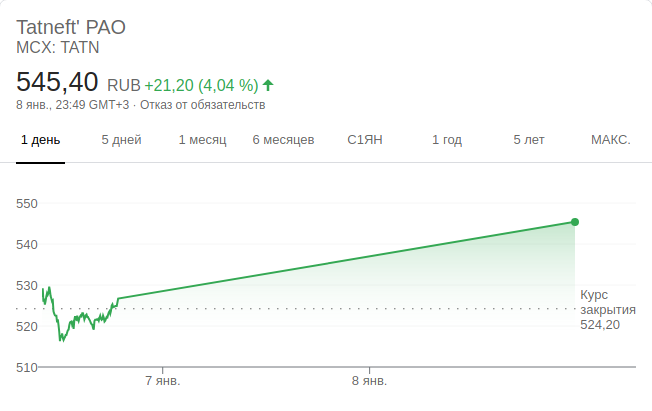 Tatneft' PAO
MCX: TATN
545,40 RUB +21,20 (4,04 %)
8 янв., 23:49 GMT+3 · Отказ от обязательств
1 день 5 дней 1 месяц 6 месяцев С1ЯН 1 год 5 лет МАКС.
550
540
530
520
510
Курс
закрытия
524,20
7 янв. 8 янв.